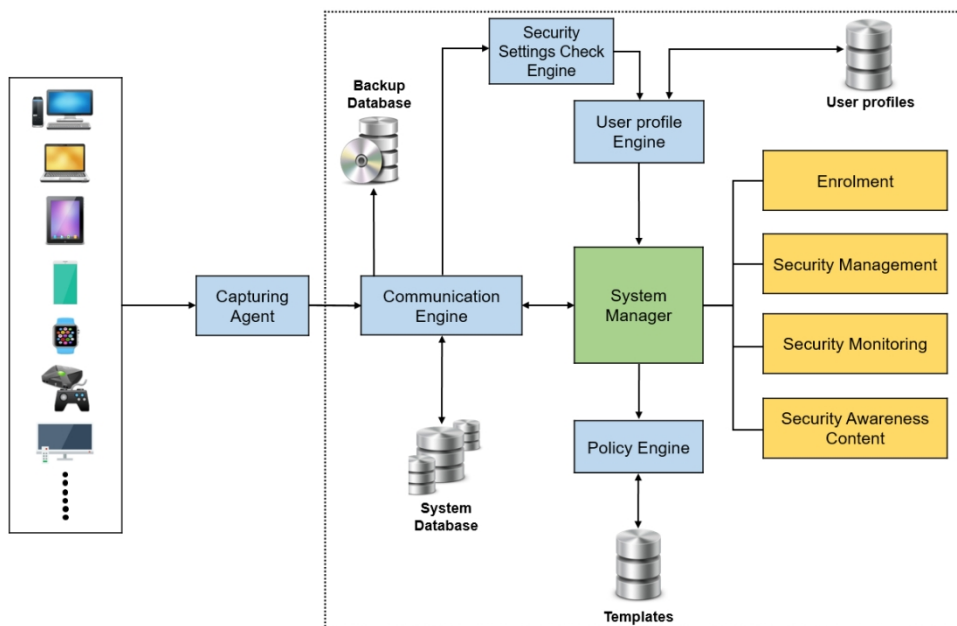 Security
Settings Check
Engine
Backup
Database
User profiles
User profile
Engine
Enrolment
Security Management
Capturing
Agent
Communication
Engine
System
Manager
Security Monitoring
Security Awareness
Content
Policy Engine
System
Database
Templates